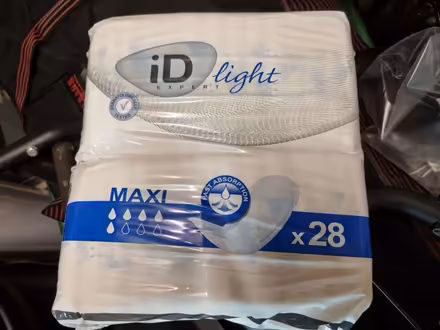 iD
EXPERT
light
MAXI
FAST ABSORPTION
x 28